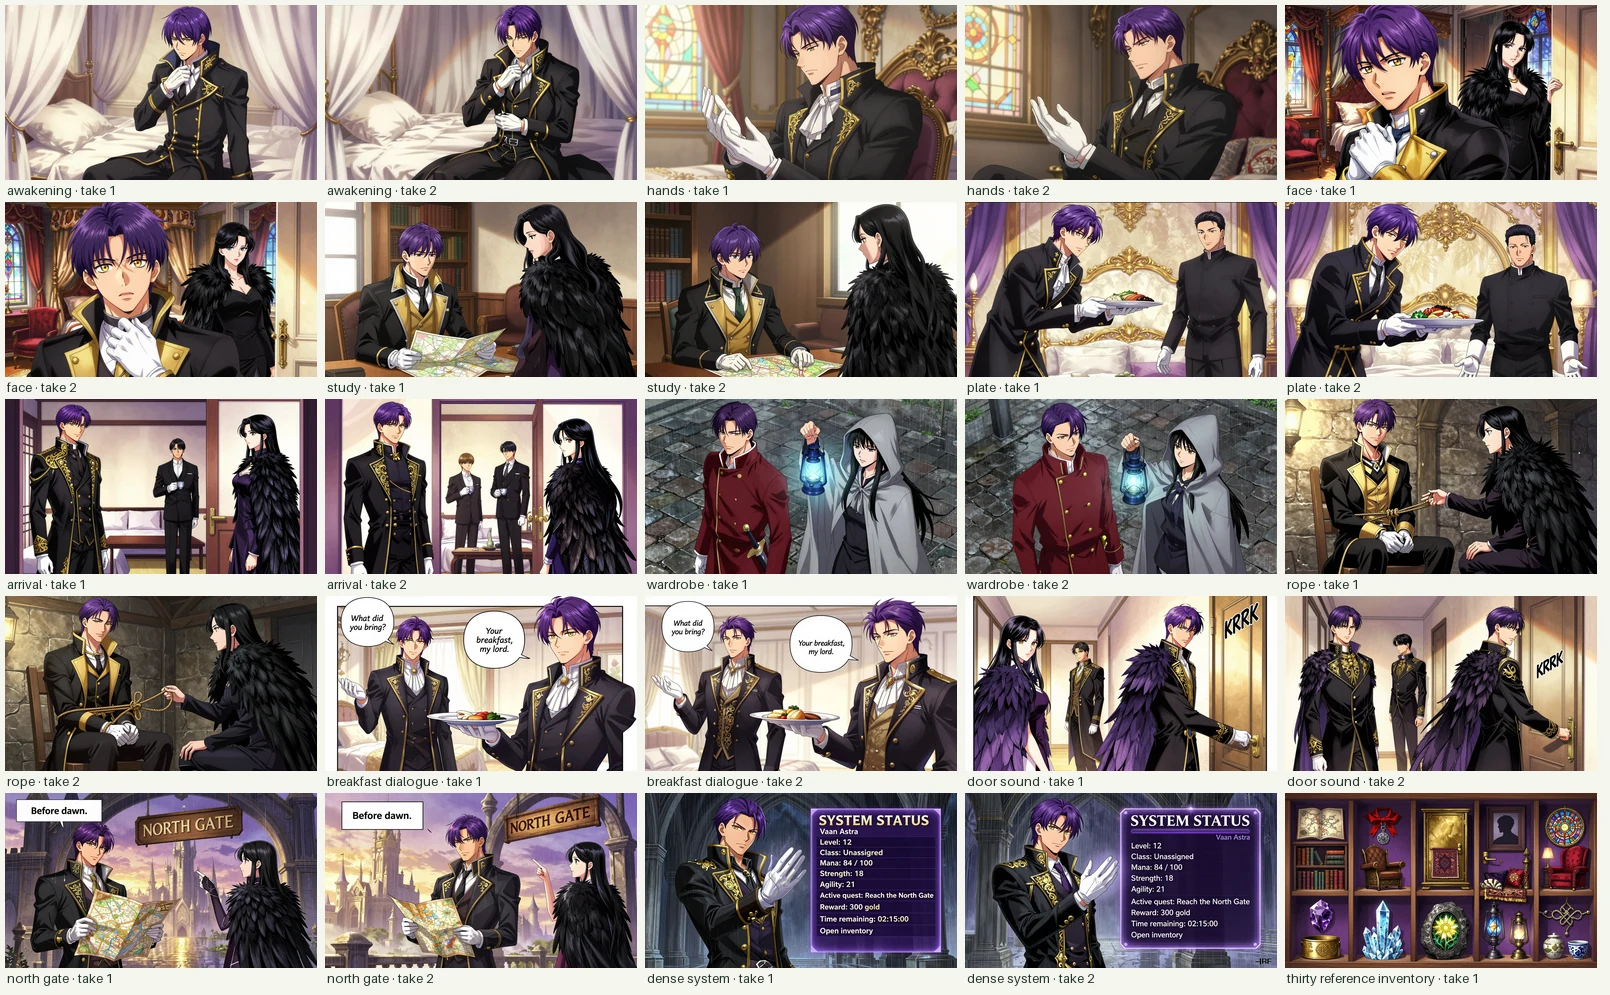 awakening · take 1
awakening · take 2
hands · take 1
hands · take 2
face · take 1
face · take 2
study · take 1
study · take 2
plate · take 1
plate · take 2
arrival · take 1
arrival · take 2
wardrobe · take 1
wardrobe · take 2
rope · take 1
rope · take 2
What did
you bring?
Your
breakfast,
my lord.
breakfast dialogue · take 1
What did
you bring?
Your breakfast,
my lord.
breakfast dialogue · take 2
KRRK
door sound · take 1
KRRK
door sound · take 2
Before dawn.
NORTH GATE
north gate · take 1
Before dawn.
NORTH GATE
north gate · take 2
SYSTEM STATUS
Vaan Astra
Level: 12
Class: Unassigned
Mana: 84 / 100
Strength: 18
Agility: 21
Active quest: Reach the North Gate
Reward: 300 gold
Time remaining: 02:15:00
Open inventory
dense system · take 1
SYSTEM STATUS
Vaan Astra
Level: 12
Class: Unassigned
Mana: 84 / 100
Strength: 18
Agility: 21
Active quest: Reach the North Gate
Reward: 300 gold
Time remaining: 02:15:00
Open inventory
dense system · take 2
thirty reference inventory · take 1